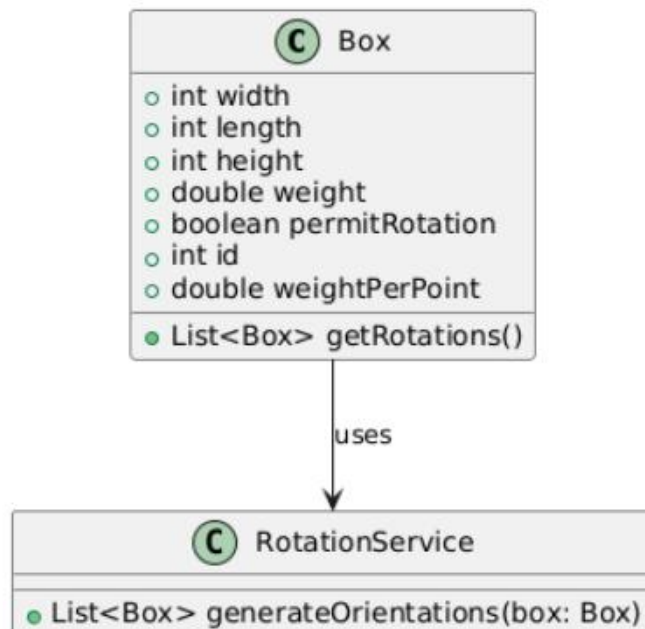 C Box
int width
int length
int height
double weight
boolean permitRotation
int id
double weightPerPoint
List<Box> getRotations()
uses
C RotationService
List<Box> generateOrientations(box: Box)